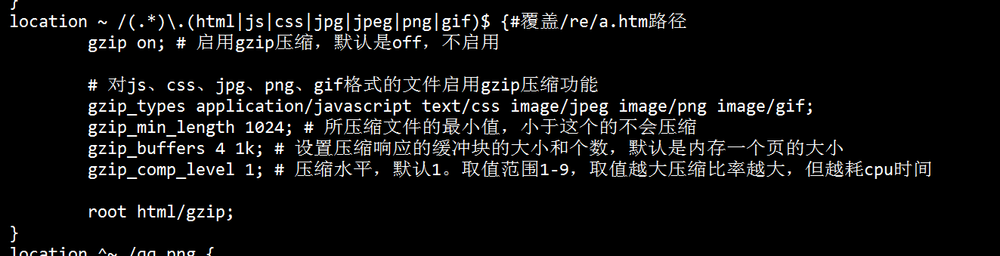 }
location ~ /(.*)\.(html|js|css|jpg|jpeg|png|gif)$ {#覆盖/re/a.htm路径
gzip on; # 启用gzip压缩，默认是off，不启用
# 对js、css、jpg、png、gif格式的文件启用gzip压缩功能
gzip_types application/javascript text/css image/jpeg image/png image/gif;
gzip_min_length 1024; # 所压缩文件的最小值，小于这个的不会压缩
gzip_buffers 4 1k; # 设置压缩响应的缓冲块的大小和个数，默认是内存一个页的大小
gzip_comp_level 1; # 压缩水平，默认1。取值范围1-9，取值越大压缩比率越大，但越耗cpu时间
root html/gzip;
}
location ^~ /qq.png {